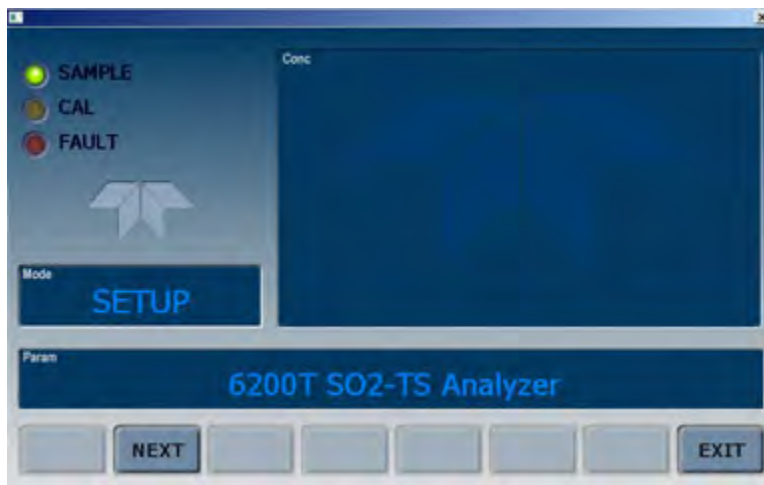 SAMPLE
CAL
FAULT
Conc
Mode
SETUP
Param
6200T SO2-TS Analyzer
NEXT
EXIT